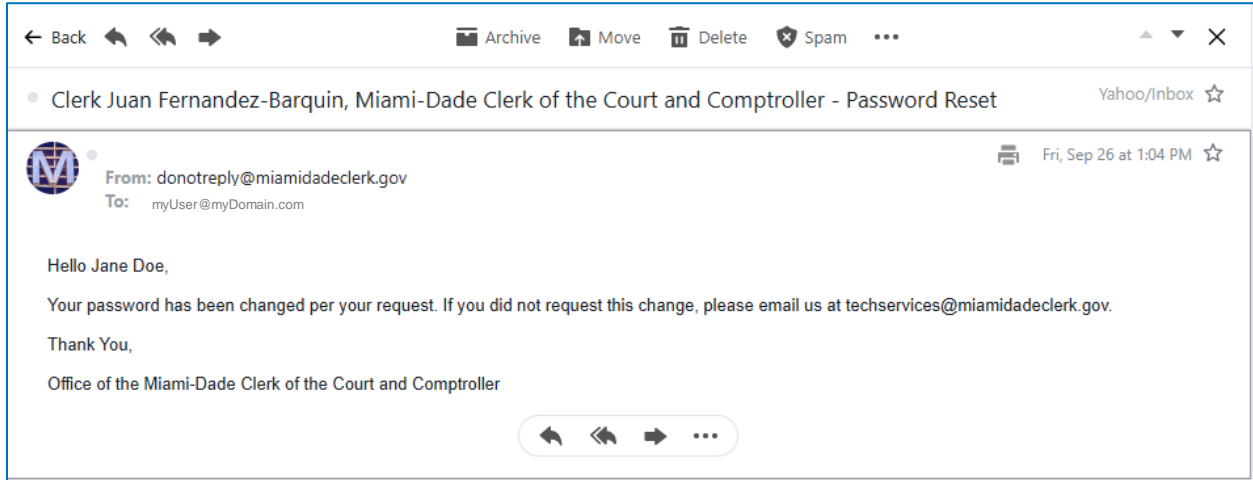 Back
Archive Move Delete Spam
Clerk Juan Fernandez-Barquin, Miami-Dade Clerk of the Court and Comptroller - Password Reset
Yahoo/Inbox
M
Fri, Sep 26 at 1:04 PM
From: donotreply@miamidadeclerk.gov
To: myUser@myDomain.com
Hello Jane Doe,
Your password has been changed per your request. If you did not request this change, please email us at techservices@miamidadeclerk.gov.
Thank You,
Office of the Miami-Dade Clerk of the Court and Comptroller